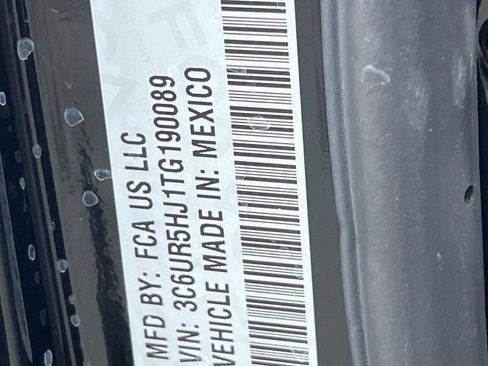 MFD BY: FCA US LLC
VIN: 3C6UR5HJ1TG190089
VEHICLE MADE IN: MEXICO